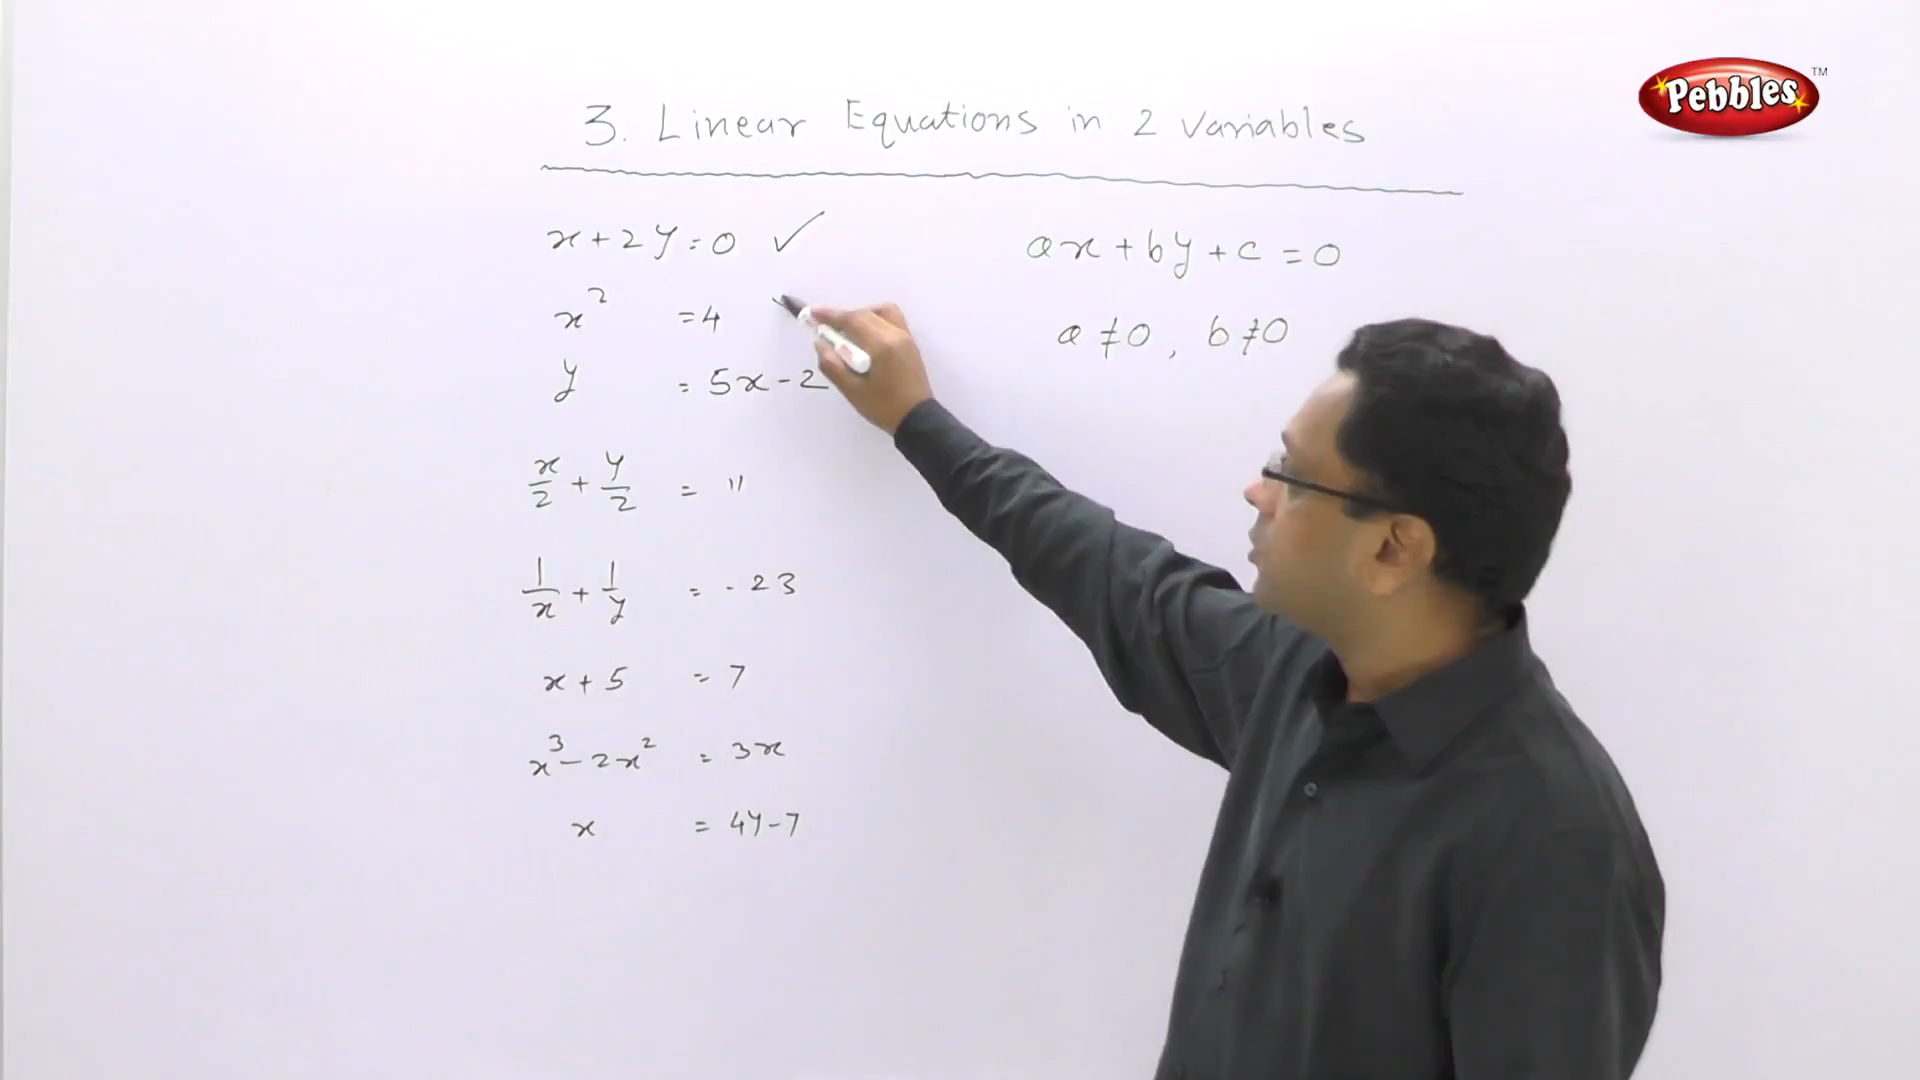 Pebbles™
3. Linear Equations in 2 variables
x + 2y = 0 ✓
x² = 4
y = 5x - 2
x/2 + y/2 = 11
1/x + 1/y = -23
x + 5 = 7
x³ - 2x² = 3x
x = 4y - 7
ax + by + c = 0
a ≠ 0, b ≠ 0